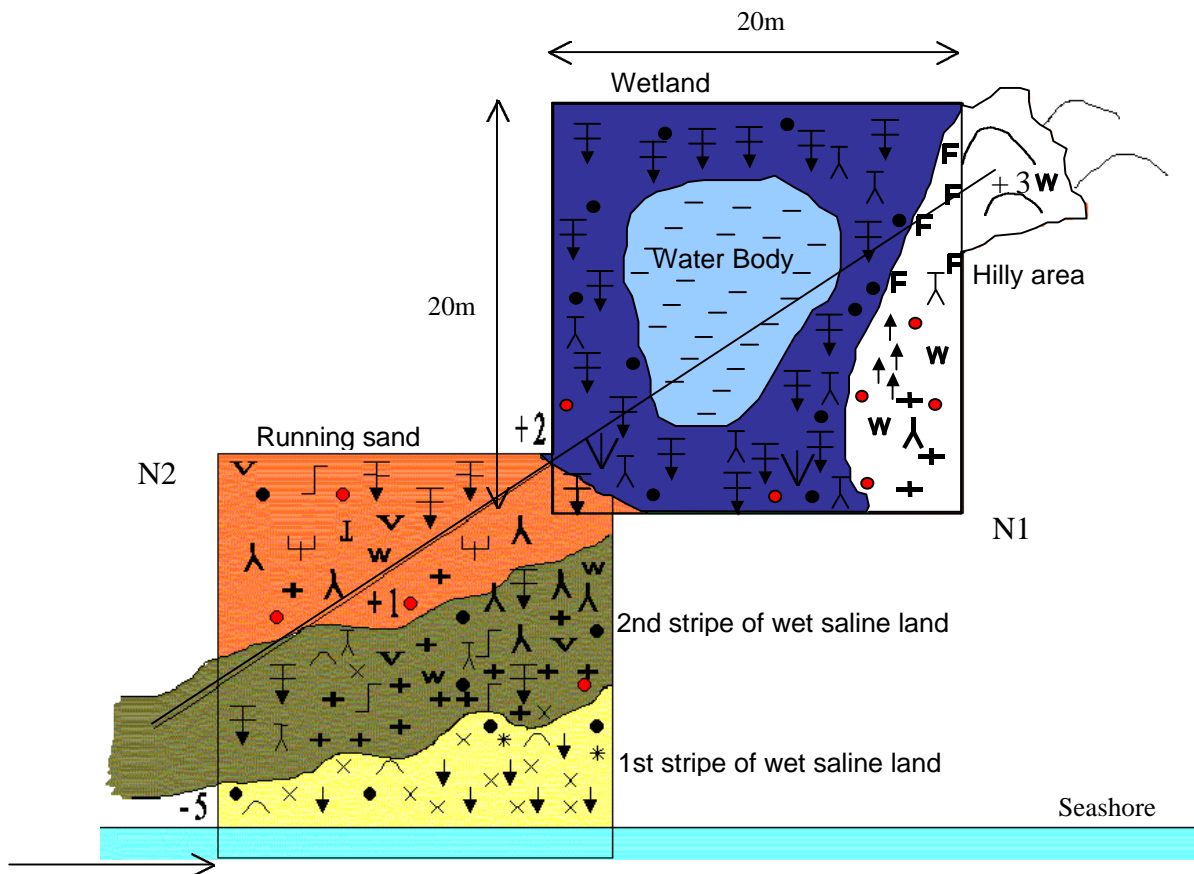 20m
Wetland
+ 3 W
Water Body
Hilly area
20m
+2
Running sand
N2
N1
+1
2nd stripe of wet saline land
1st stripe of wet saline land
-5
Seashore